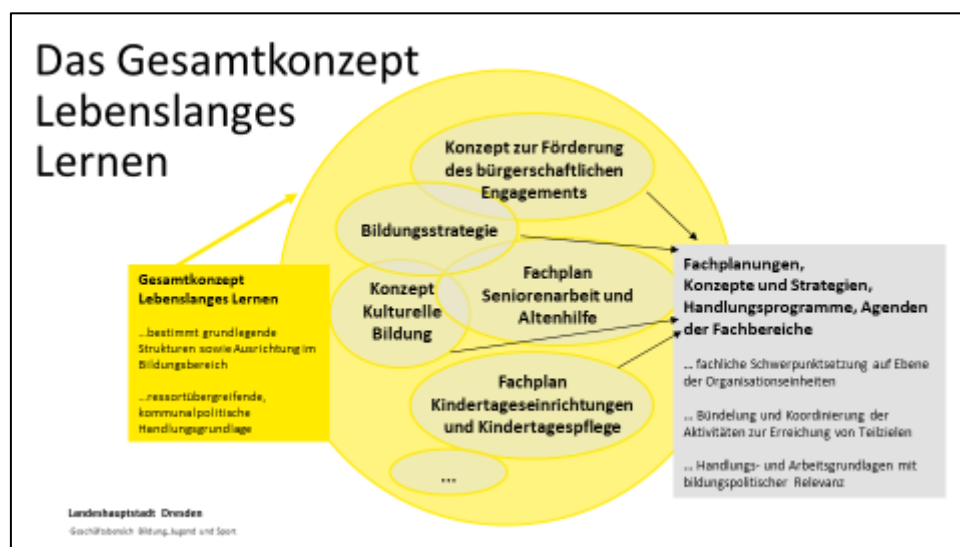 Das Gesamtkonzept
Lebenslanges
Lernen
Konzept zur Förderung
des bürgerschaftlichen
Engagements
Bildungsstrategie
Fachplan
Seniorenarbeit und
Altenhilfe
Konzept
Kulturelle
Bildung
Fachplan
Kindertageseinrichtungen
und Kindertagespflege
...
Gesamtkonzept
Lebenslanges Lernen
...bestimmt grundlegende
Strukturen sowie Ausrichtung im
Bildungsbereich
...ressortübergreifende,
kommunalpolitische
Handlungsgrundlage
Fachplanungen,
Konzepte und Strategien,
Handlungsprogramme, Agenden
der Fachbereiche
... fachliche Schwerpunktsetzung auf Ebene
der Organisationseinheiten
... Bündelung und Koordinierung der
Aktivitäten zur Erreichung von Teilzielen
... Handlungs- und Arbeitsgrundlagen mit
bildungspolitischer Relevanz
Landeshauptstadt Dresden
Geschäftsbereich Bildung, Jugend und Sport